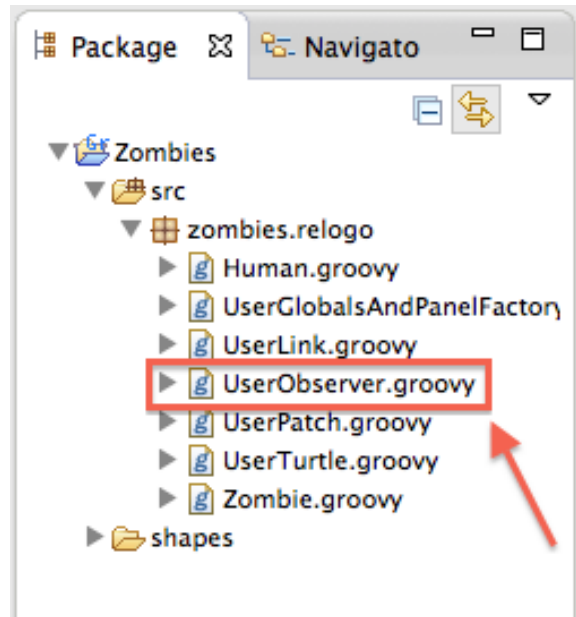 Package Navigato
Zombies
src
zombies.relogo
Human.groovy
UserGlobalsAndPanelFactory
UserLink.groovy
UserObserver.groovy
UserPatch.groovy
UserTurtle.groovy
Zombie.groovy
shapes